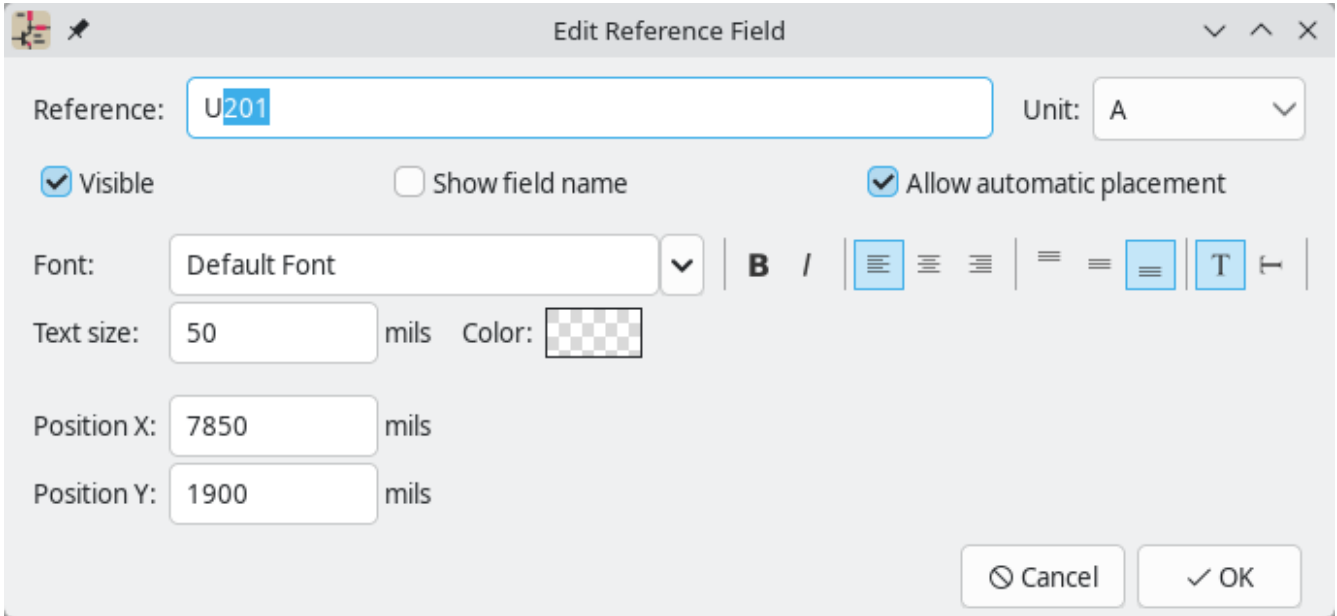 Edit Reference Field
Reference: U201 Unit: A
Visible Show field name Allow automatic placement
Font: Default Font B I T T
Text size: 50 mils Color:
Position X: 7850 mils
Position Y: 1900 mils
Cancel OK